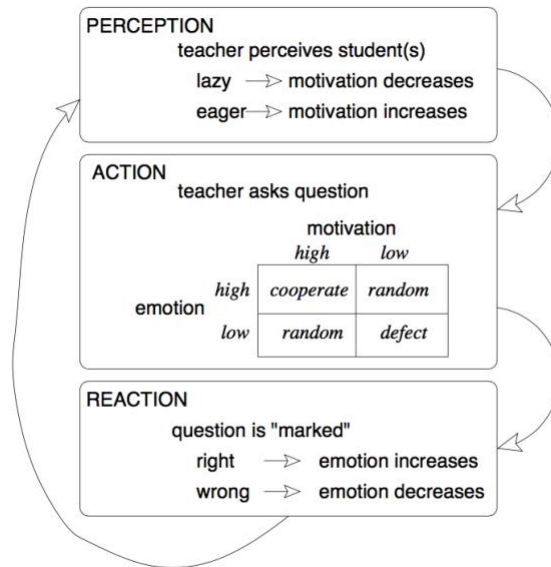 PERCEPTION
teacher perceives student(s)
lazy motivation decreases
eager motivation increases
ACTION
teacher asks question
motivation
high low
high cooperate random
emotion
low random defect
REACTION
question is "marked"
right emotion increases
wrong emotion decreases